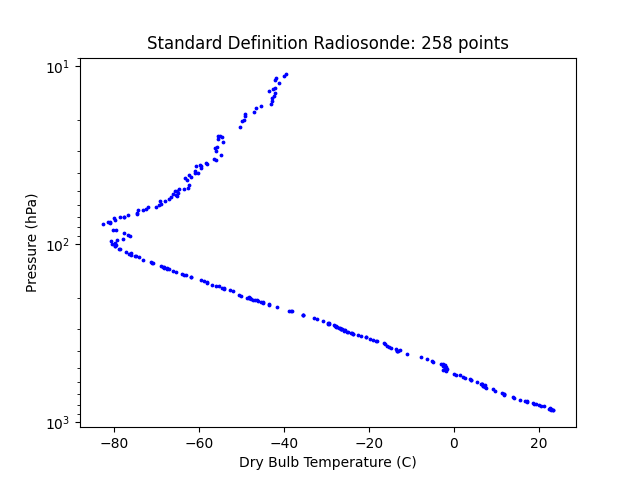 Standard Definition Radiosonde: 258 points
10¹
10²
10³
Pressure (hPa)
−80 −60 −40 −20 0 20
Dry Bulb Temperature (C)